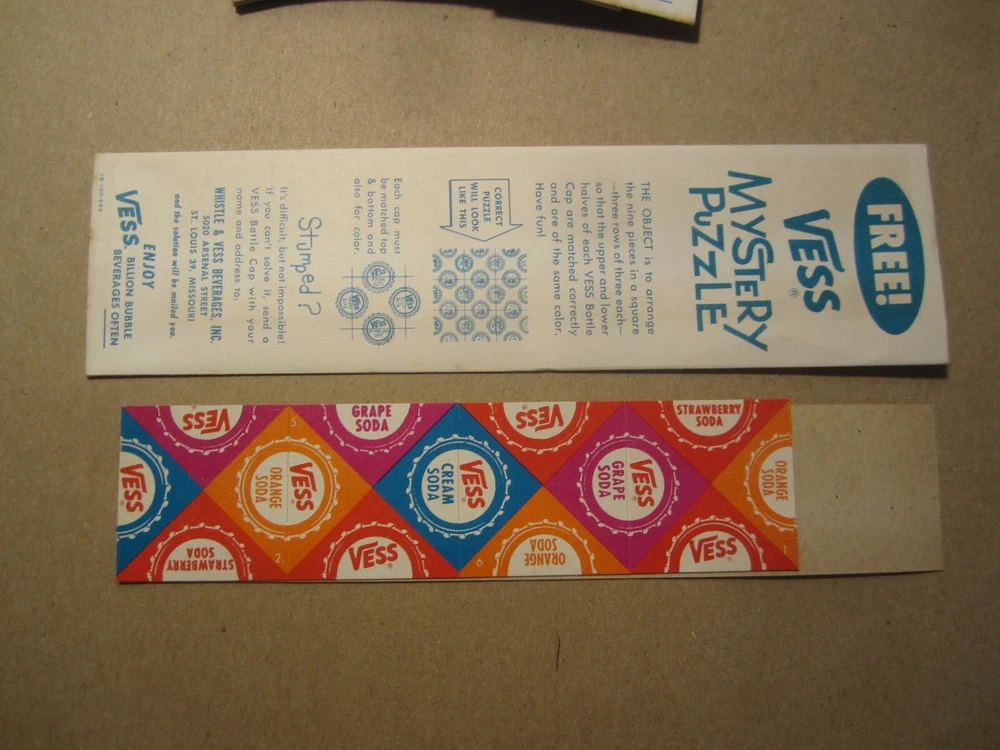 FREE!
VESS®
MYSTERY
PUZZLE
THE OBJECT is to arrange
the nine pieces in a square
—three rows of three each—
so that the upper and lower
halves of each VESS Bottle
Cap are matched correctly
and are of the same color.
Have fun!
CORRECT
PUZZLE
WILL LOOK
LIKE THIS
Each cap must
be matched top
& bottom and
also for color.
Stumped?
It's difficult, but not impossible!
If you can't solve it, send a
VESS Bottle Cap with your
name and address to:
WHISTLE & VESS BEVERAGES, INC.
5020 ARSENAL STREET
ST. LOUIS 39, MISSOURI
and the solution will be mailed you.
ENJOY
VESS® BILLION BUBBLE
BEVERAGES OFTEN
VESS
GRAPE
SODA
VESS
STRAWBERRY
SODA
5
VESS®
VESS®
ORANGE
SODA
VESS®
CREAM
SODA
VESS®
GRAPE
SODA
ORANGE
SODA
STRAWBERRY
SODA
2.
VESS®
6
ORANGE
SODA
VESS®
1